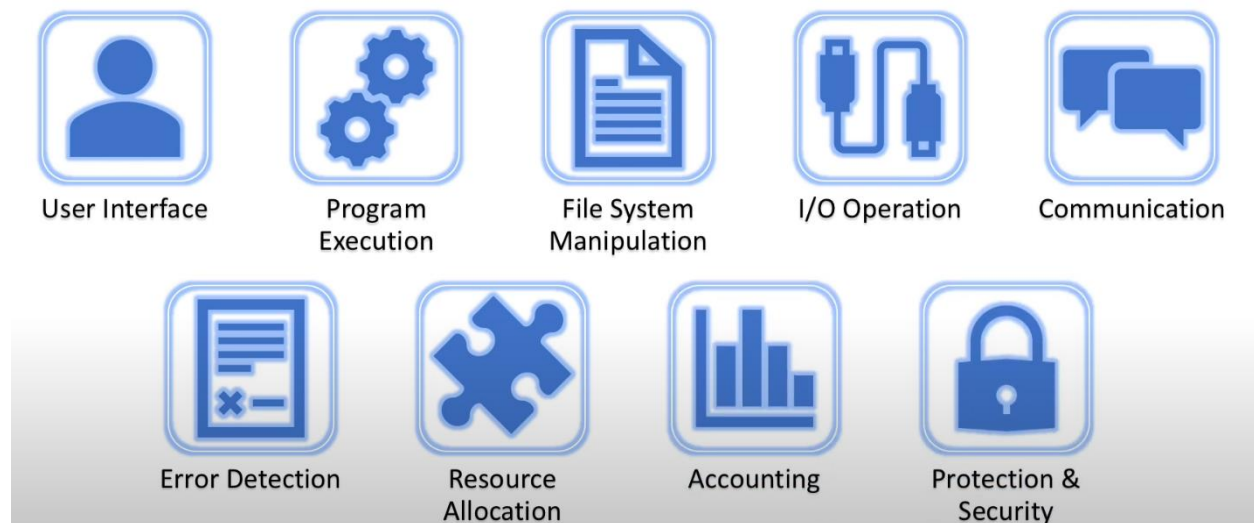 User Interface
Program
Execution
File System
Manipulation
I/O Operation
Communication
Error Detection
Resource
Allocation
Accounting
Protection &
Security